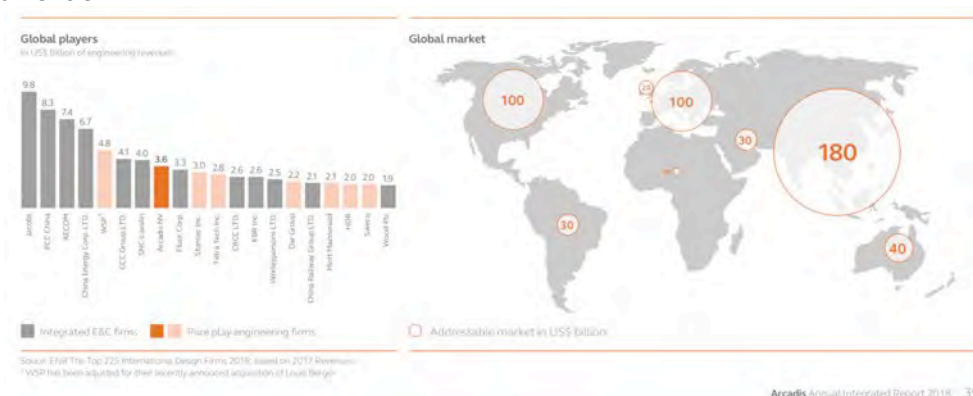 Global players
In US$ billion of engineering revenues
9.8
8.3
7.4
6.7
4.8
4.1
4.0
3.6
3.3
3.0
2.8
2.6
2.6
2.5
2.2
2.1
2.1
2.0
2.0
1.9
Jacobs
PCC China
AECOM
China Energy Corp. LTD.
WSP¹
CCC Group LTD.
SNC-Lavalin
Arcadis NV
Fluor Corp.
Stantec Inc.
Tetra Tech Inc.
KBR Inc.
Worleyparsons LTD.
Dar Group
China Railway Group LTD.
Mott Macdonald
HDR
Sweco
Wood Plc
Integrated E&C firms
Pure play engineering firms
Source: ENR The Top 225 International Design Firms 2018; based on 2017 Revenues
¹ WSP has been adjusted for their recently announced acquisition of Louis Berger
Global market
100
100
30
180
30
40
Addressable market in US$ billion
Arcadis Annual Integrated Report 2018